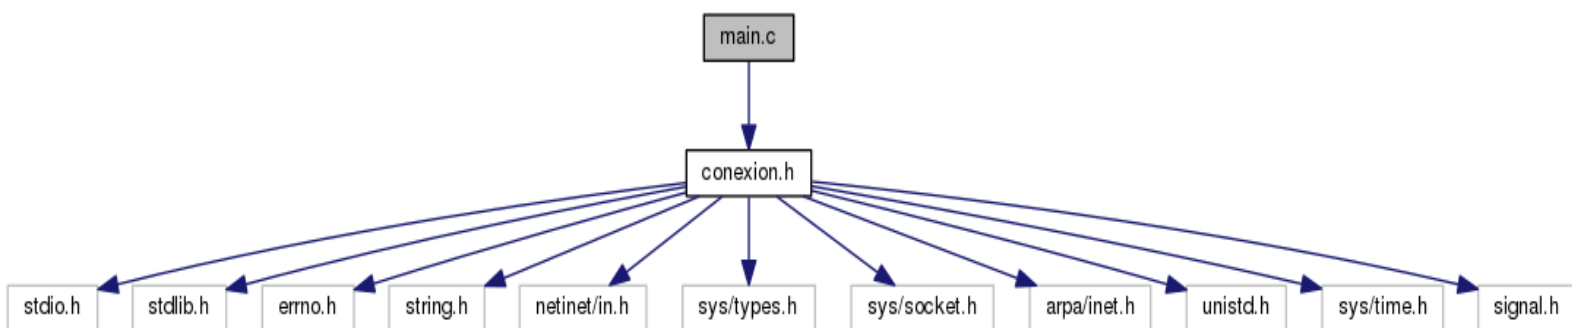 main.c
conexion.h
stdio.h
stdlib.h
errno.h
string.h
netinet/in.h
sys/types.h
sys/socket.h
arpa/inet.h
unistd.h
sys/time.h
signal.h